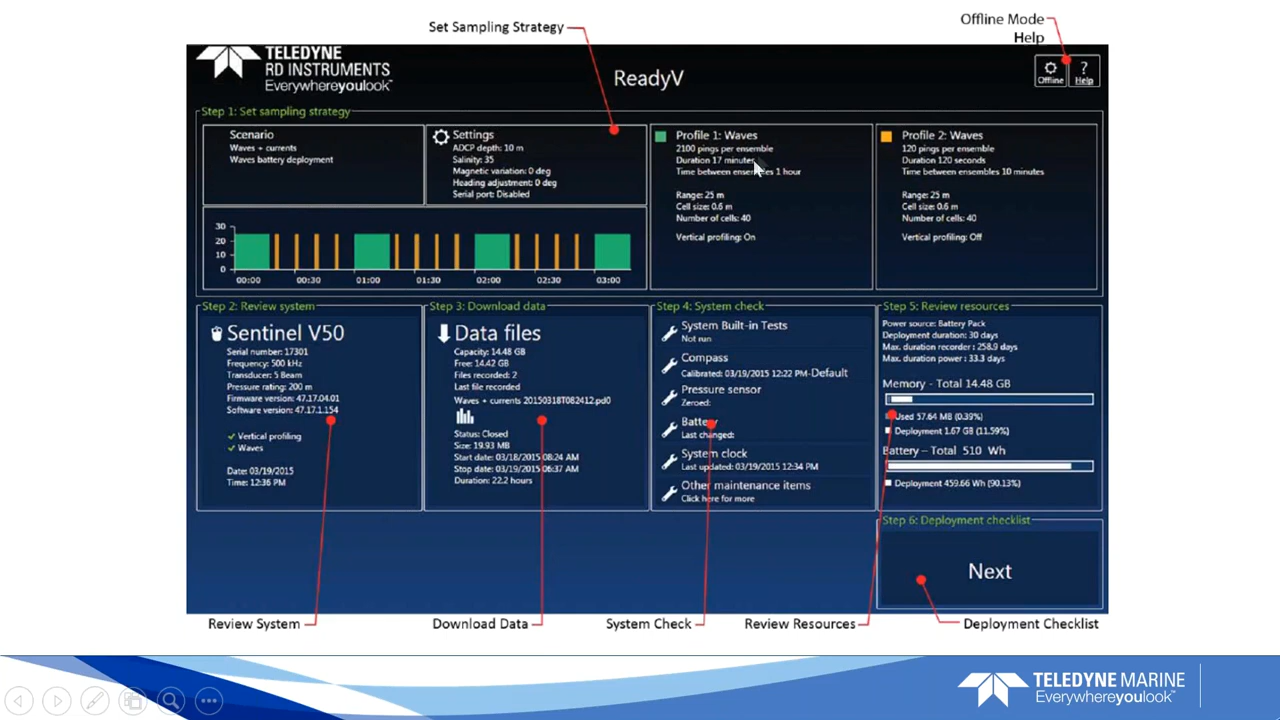 Set Sampling Strategy
Offline Mode
Help
TELEDYNE
RD INSTRUMENTS
Everywhereyoulook™
ReadyV
Offline
?
Help
Step 1: Set sampling strategy
Scenario
Waves + currents
Waves battery deployment
Settings
ADCP depth: 10 m
Salinity: 35
Magnetic variation: 0 deg
Heading adjustment: 0 deg
Serial port: Disabled
30
20
10
0
00:00 00:30 01:00 01:30 02:00 02:30 03:00
Profile 1: Waves
2100 pings per ensemble
Duration 17 minutes
Time between ensembles 1 hour
Range: 25 m
Cell size: 0.6 m
Number of cells: 40
Vertical profiling: On
Profile 2: Waves
120 pings per ensemble
Duration 120 seconds
Time between ensembles 10 minutes
Range: 25 m
Cell size: 0.6 m
Number of cells: 40
Vertical profiling: Off
Step 2: Review system
Sentinel V50
Serial number: 17301
Frequency: 500 kHz
Transducer: 5 Beam
Pressure rating: 200 m
Firmware version: 47.17.04.01
Software version: 47.17.1.154
Vertical profiling
Waves
Date: 03/19/2015
Time: 12:36 PM
Step 3: Download data
Data files
Capacity: 14.48 GB
Free: 14.42 GB
Files recorded: 2
Last file recorded
Waves + currents 20150318T082412.pd0
Status: Closed
Size: 19.93 MB
Start date: 03/18/2015 08:24 AM
Stop date: 03/19/2015 06:37 AM
Duration: 22.2 hours
Step 4: System check
System Built-in Tests
Not run
Compass
Calibrated: 03/19/2015 12:22 PM-Default
Pressure sensor
Zeroed:
Battery
Last changed:
System clock
Last updated: 03/19/2015 12:34 PM
Other maintenance items
Click here for more
Step 5: Review resources
Power source: Battery Pack
Deployment duration: 30 days
Max. duration recorder : 258.9 days
Max. duration power : 33.3 days
Memory - Total 14.48 GB
Used 57.64 MB (0.39%)
Deployment 1.67 GB (11.59%)
Battery – Total 510 Wh
Deployment 459.66 Wh (90.13%)
Step 6: Deployment checklist
Next
Review System
Download Data
System Check
Review Resources
Deployment Checklist
TELEDYNE MARINE
Everywhereyoulook™